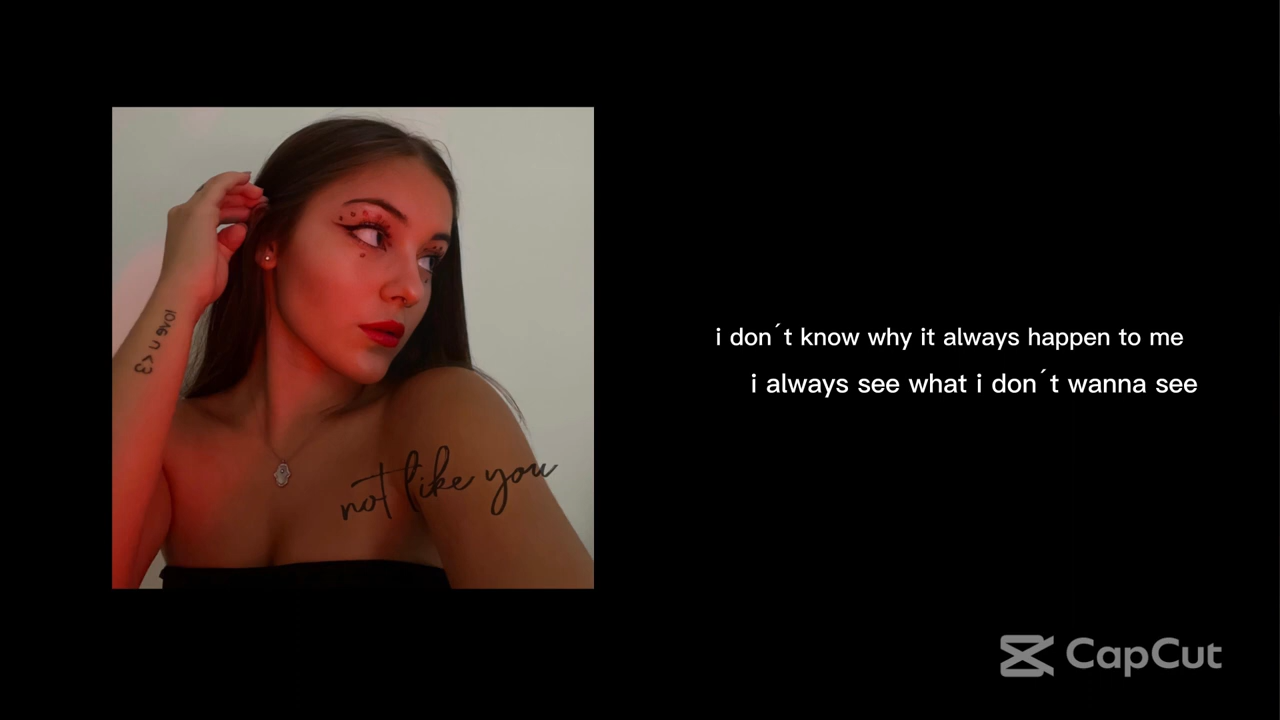 love u <3
not like you
i don´t know why it always happen to me
i always see what i don´t wanna see
CapCut